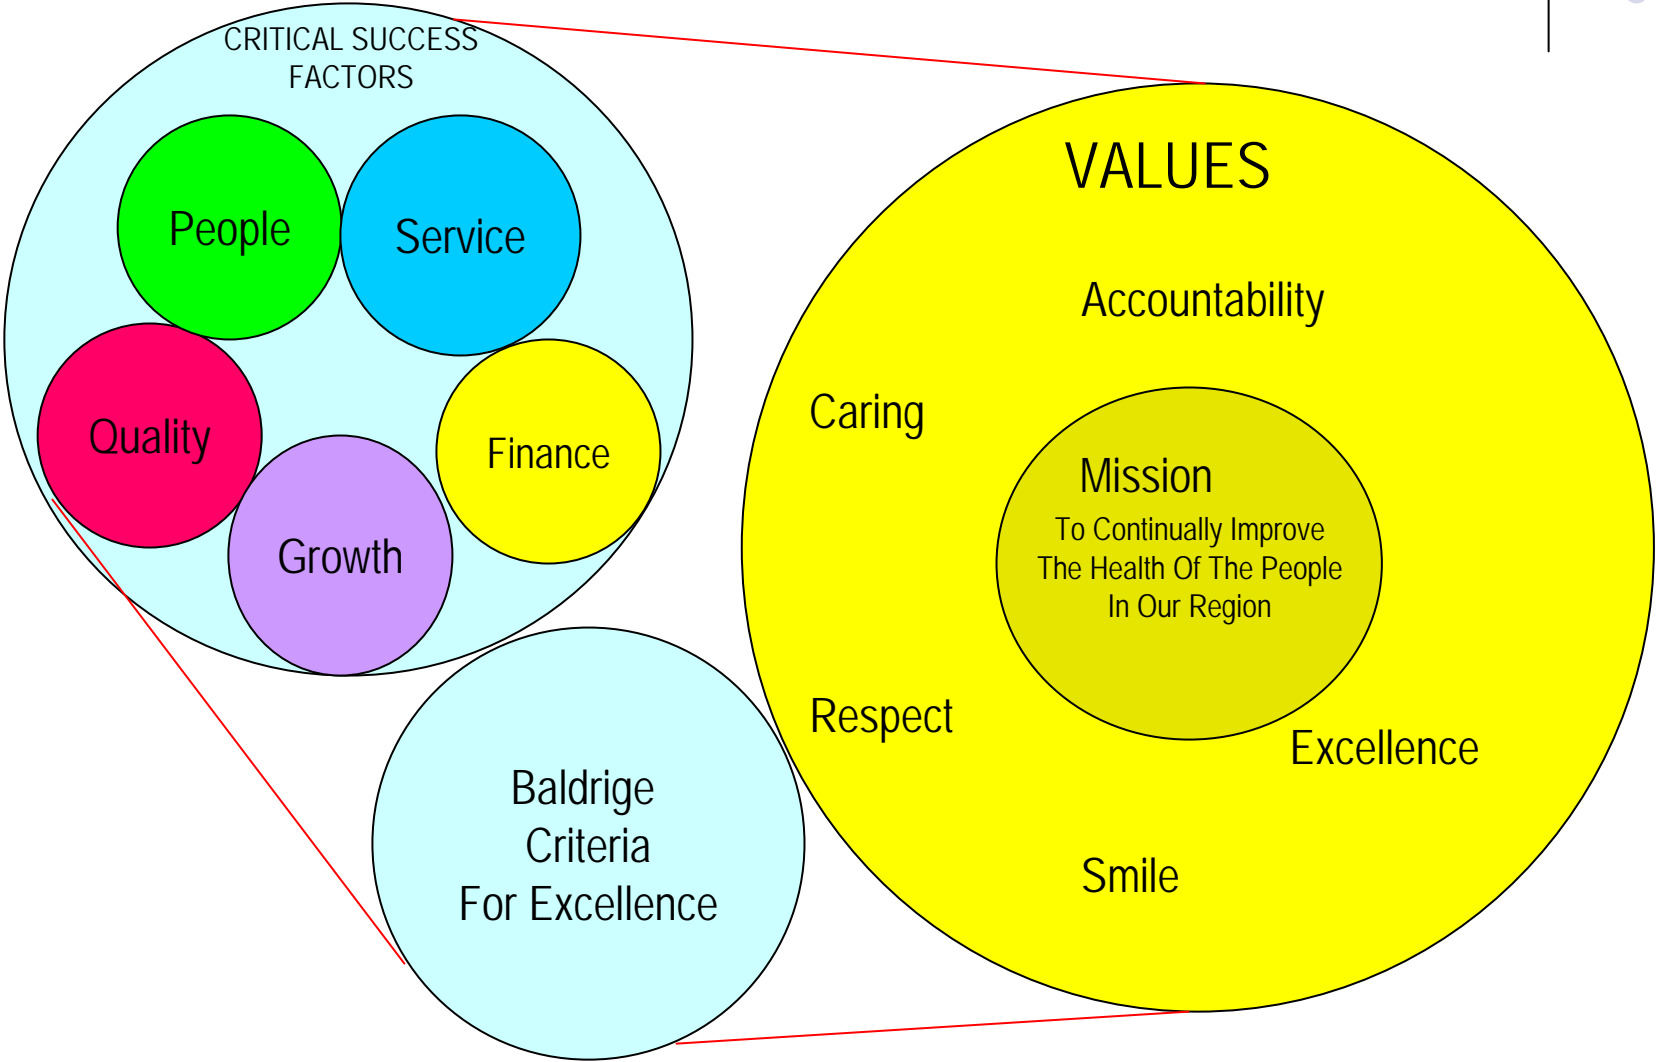 CRITICAL SUCCESS
FACTORS
People
Service
Quality
Finance
Growth
Baldrige
Criteria
For Excellence
VALUES
Accountability
Caring
Mission
To Continually Improve
The Health Of The People
In Our Region
Respect
Excellence
Smile